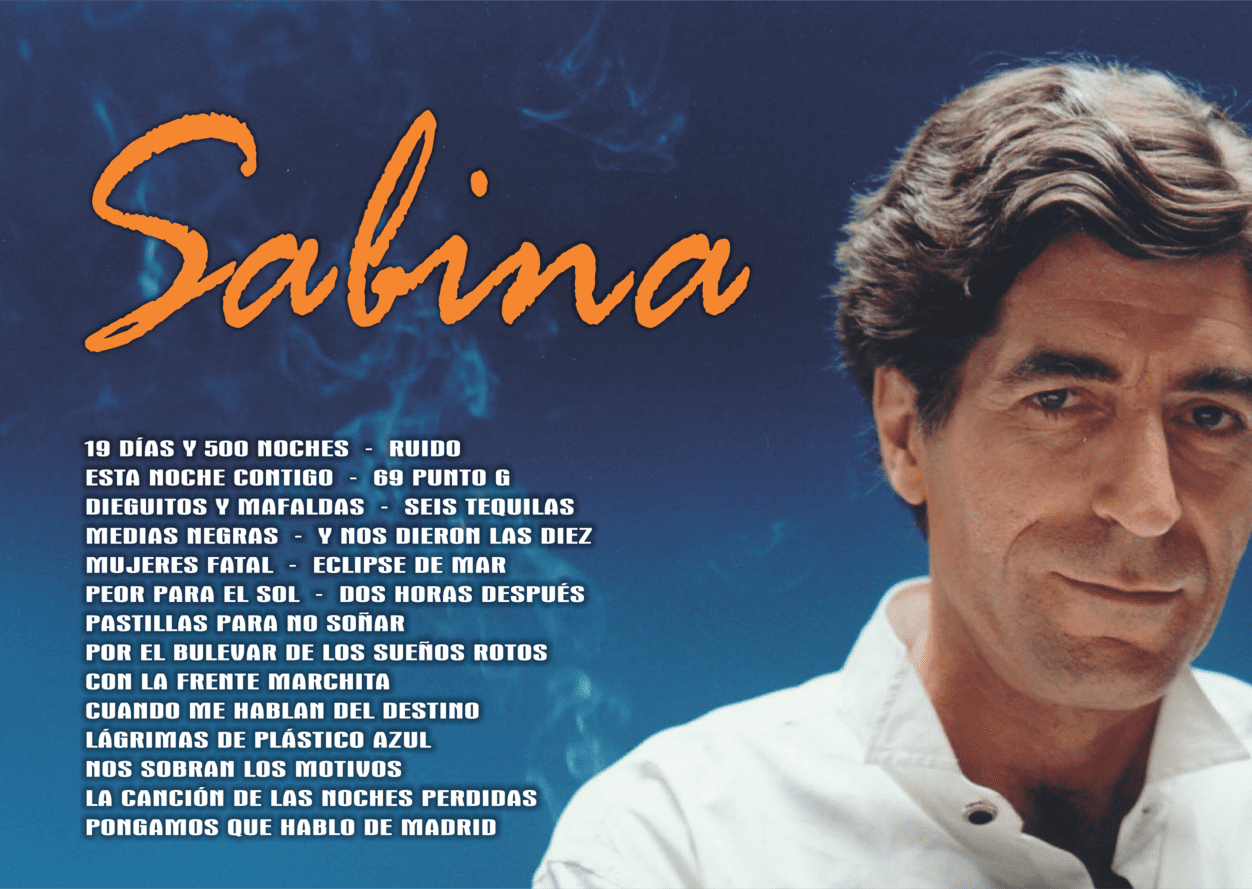 Sabina
19 DÍAS Y 500 NOCHES - RUIDO
ESTA NOCHE CONTIGO - 69 PUNTO G
DIEGUITOS Y MAFALDAS - SEIS TEQUILAS
MEDIAS NEGRAS - Y NOS DIERON LAS DIEZ
MUJERES FATAL - ECLIPSE DE MAR
PEOR PARA EL SOL - DOS HORAS DESPUÉS
PASTILLAS PARA NO SOÑAR
POR EL BULEVAR DE LOS SUEÑOS ROTOS
CON LA FRENTE MARCHITA
CUANDO ME HABLAN DEL DESTINO
LÁGRIMAS DE PLÁSTICO AZUL
NOS SOBRAN LOS MOTIVOS
LA CANCIÓN DE LAS NOCHES PERDIDAS
PONGAMOS QUE HABLO DE MADRID